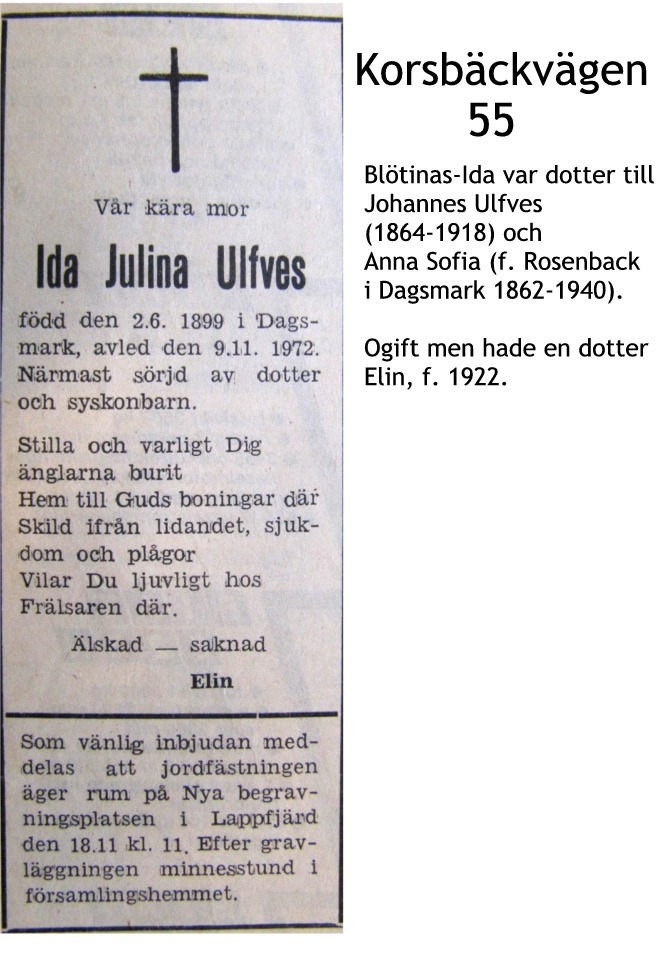 Vår kära mor
Ida Julina Ulfves
född den 2.6. 1899 i Dags-
mark, avled den 9.11. 1972.
Närmast sörjd av dotter
och syskonbarn.
Stilla och varligt Dig
änglarna burit
Hem till Guds boningar där
Skild ifrån lidandet, sjuk-
dom och plågor
Vilar Du ljuvligt hos
Frälsaren där.
Älskad — saknad
Elin
Som vänlig inbjudan med-
delas att jordfästningen
äger rum på Nya begrav-
ningsplatsen i Lappfjärd
den 18.11 kl. 11. Efter grav-
läggningen minnesstund i
församlingshemmet.
Korsbäckvägen
55
Blötinas-Ida var dotter till
Johannes Ulfves
(1864-1918) och
Anna Sofia (f. Rosenback
i Dagsmark 1862-1940).
Ogift men hade en dotter
Elin, f. 1922.